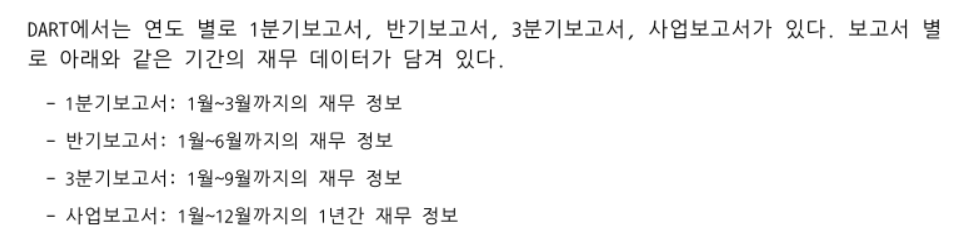 DART에서는 연도 별로 1분기보고서, 반기보고서, 3분기보고서, 사업보고서가 있다. 보고서 별
로 아래와 같은 기간의 재무 데이터가 담겨 있다.
- 1분기보고서: 1월~3월까지의 재무 정보
- 반기보고서: 1월~6월까지의 재무 정보
- 3분기보고서: 1월~9월까지의 재무 정보
- 사업보고서: 1월~12월까지의 1년간 재무 정보